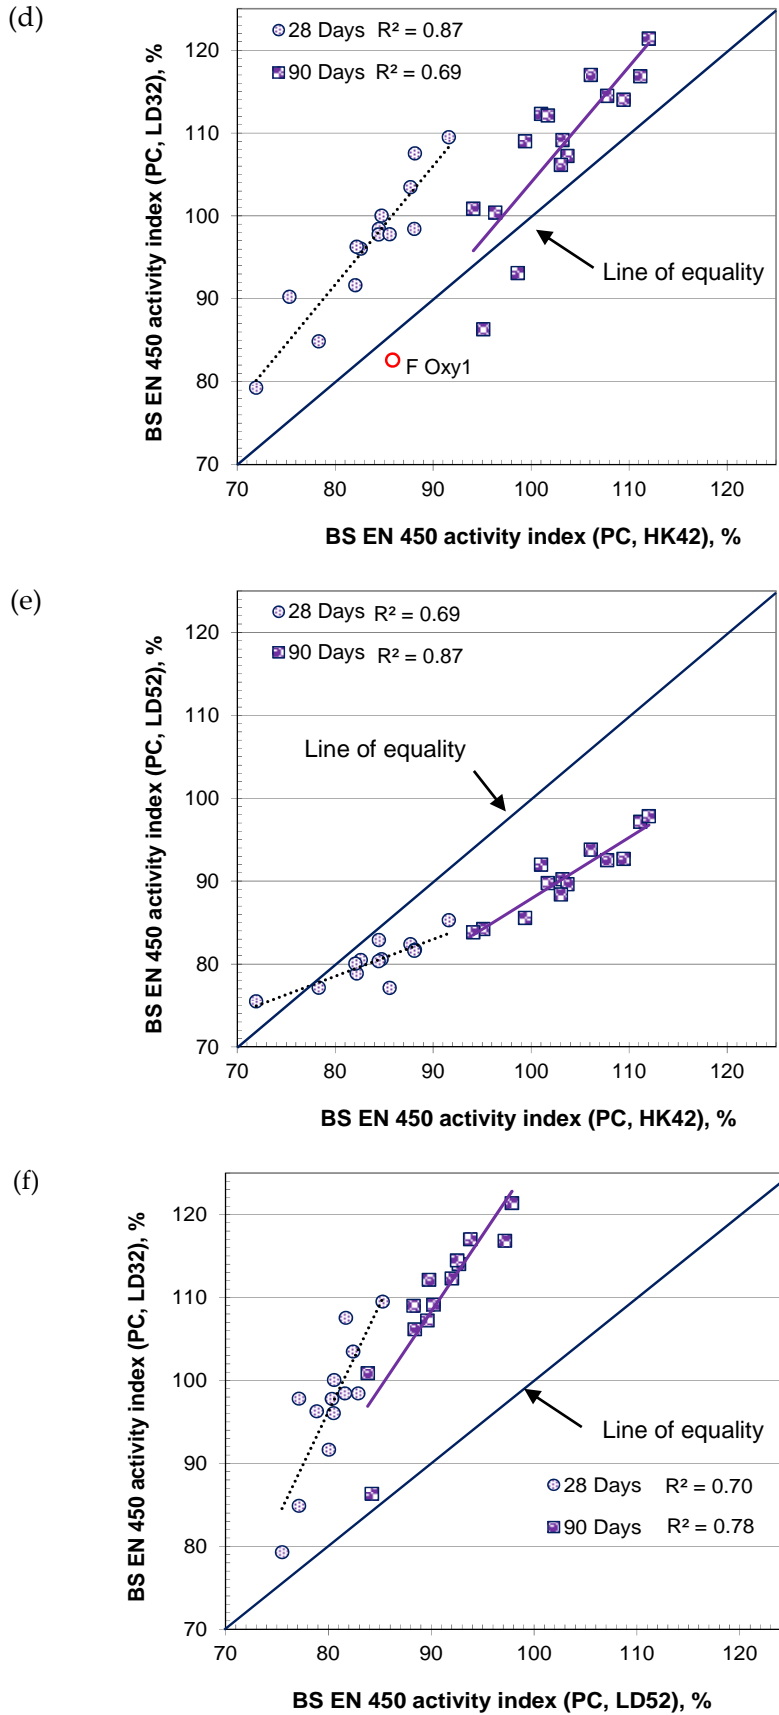 (d)
BS EN 450 activity index (PC, LD32), %
28 Days R² = 0.87
90 Days R² = 0.69
120
110
100
90
80
70
Line of equality
F Oxy1
70 80 90 100 110 120
BS EN 450 activity index (PC, HK42), %
(e)
BS EN 450 activity index (PC, LD52), %
28 Days R² = 0.69
90 Days R² = 0.87
120
110
100
90
80
70
Line of equality
70 80 90 100 110 120
BS EN 450 activity index (PC, HK42), %
(f)
BS EN 450 activity index (PC, LD32), %
120
110
100
90
80
70
Line of equality
28 Days R² = 0.70
90 Days R² = 0.78
70 80 90 100 110 120
BS EN 450 activity index (PC, LD52), %